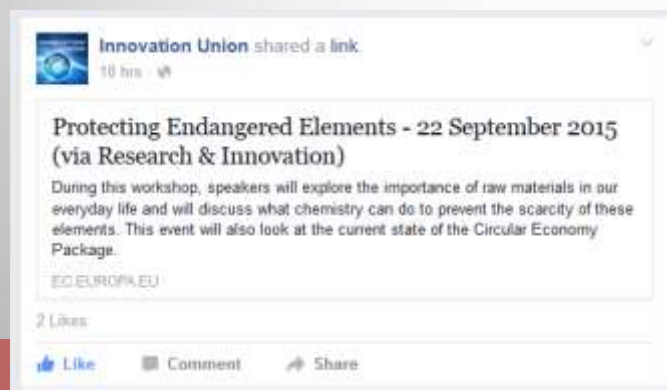 Innovation Union shared a link.
18 hrs
Protecting Endangered Elements - 22 September 2015
(via Research & Innovation)
During this workshop, speakers will explore the importance of raw materials in our
everyday life and will discuss what chemistry can do to prevent the scarcity of these
elements. This event will also look at the current state of the Circular Economy
Package.
EC.EUROPA.EU
2 Likes
Like Comment Share